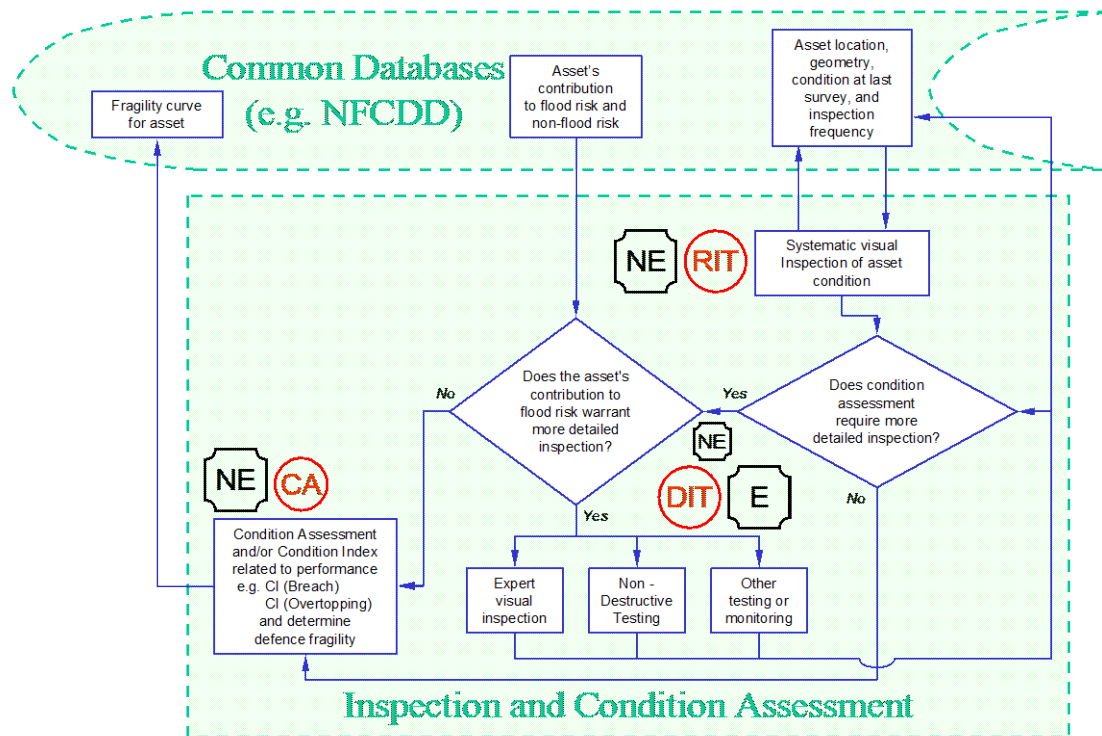 Common Databases
(e.g. NFCDD)
Fragility curve
for asset
Asset's
contribution
to flood risk and
non-flood risk
Asset location,
geometry,
condition at last
survey, and
inspection
frequency
NE
RIT
Systematic visual
Inspection of asset
condition
Does the asset's
contribution to
flood risk warrant
more detailed
inspection?
No
Yes
Does condition
assessment
require more
detailed inspection?
Yes
No
NE
DIT
E
NE
CA
Condition Assessment
and/or Condition Index
related to performance
e.g. CI (Breach)
CI (Overtopping)
and determine
defence fragility
Expert
visual
inspection
Non -
Destructive
Testing
Other
testing or
monitoring
Inspection and Condition Assessment